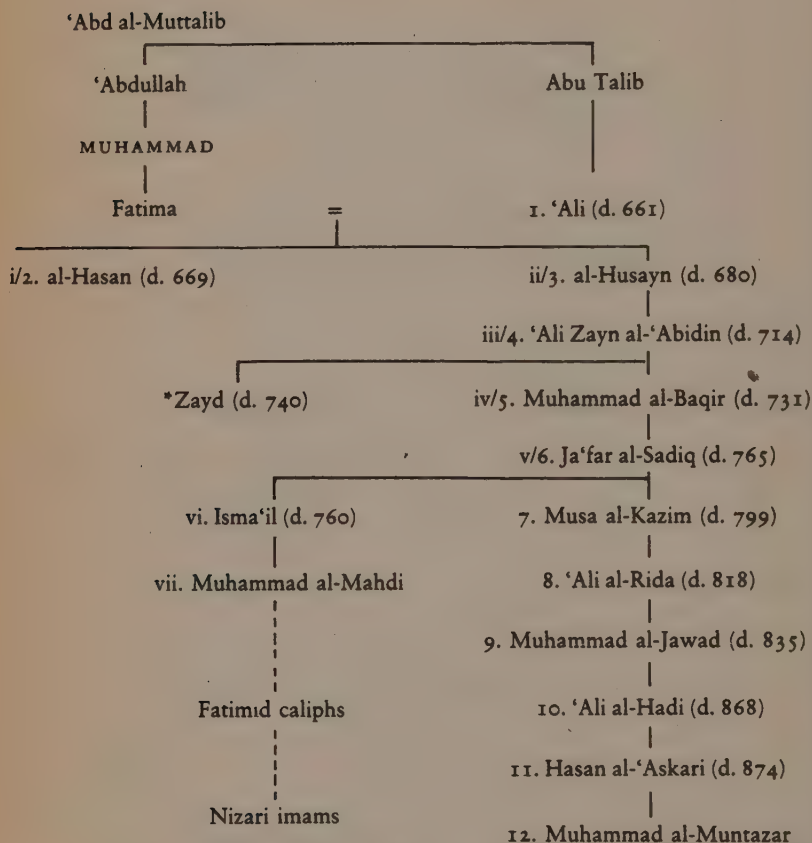 ‘Abd al-Muttalib
‘Abdullah Abu Talib
MUHAMMAD
Fatima = 1. ‘Ali (d. 661)
i/2. al-Hasan (d. 669) ii/3. al-Husayn (d. 680)
iii/4. ‘Ali Zayn al-‘Abidin (d. 714)
*Zayd (d. 740) iv/5. Muhammad al-Baqir (d. 731)
v/6. Ja‘far al-Sadiq (d. 765)
vi. Isma‘il (d. 760) 7. Musa al-Kazim (d. 799)
vii. Muhammad al-Mahdi 8. ‘Ali al-Rida (d. 818)
9. Muhammad al-Jawad (d. 835)
Fatimid caliphs 10. ‘Ali al-Hadi (d. 868)
11. Hasan al-‘Askari (d. 874)
Nizari imams
12. Muhammad al-Muntazar